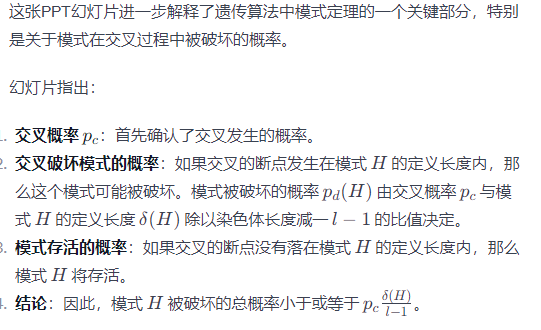 这张PPT幻灯片进一步解释了遗传算法中模式定理的一个关键部分，特别
是关于模式在交叉过程中被破坏的概率。
幻灯片指出：
1. 交叉概率 $p_c$：首先确认了交叉发生的概率。
2. 交叉破坏模式的概率：如果交叉的断点发生在模式 $H$ 的定义长度内，那
么这个模式可能被破坏。模式被破坏的概率 $p_d(H)$ 由交叉概率 $p_c$ 与模
式 $H$ 的定义长度 $\delta(H)$ 除以染色体长度减一 $l-1$ 的比值决定。
3. 模式存活的概率：如果交叉的断点没有落在模式 $H$ 的定义长度内，那么
模式 $H$ 将存活。
4. 结论：因此，模式 $H$ 被破坏的总概率小于或等于 $p_c\frac{\delta(H)}{l-1}$。